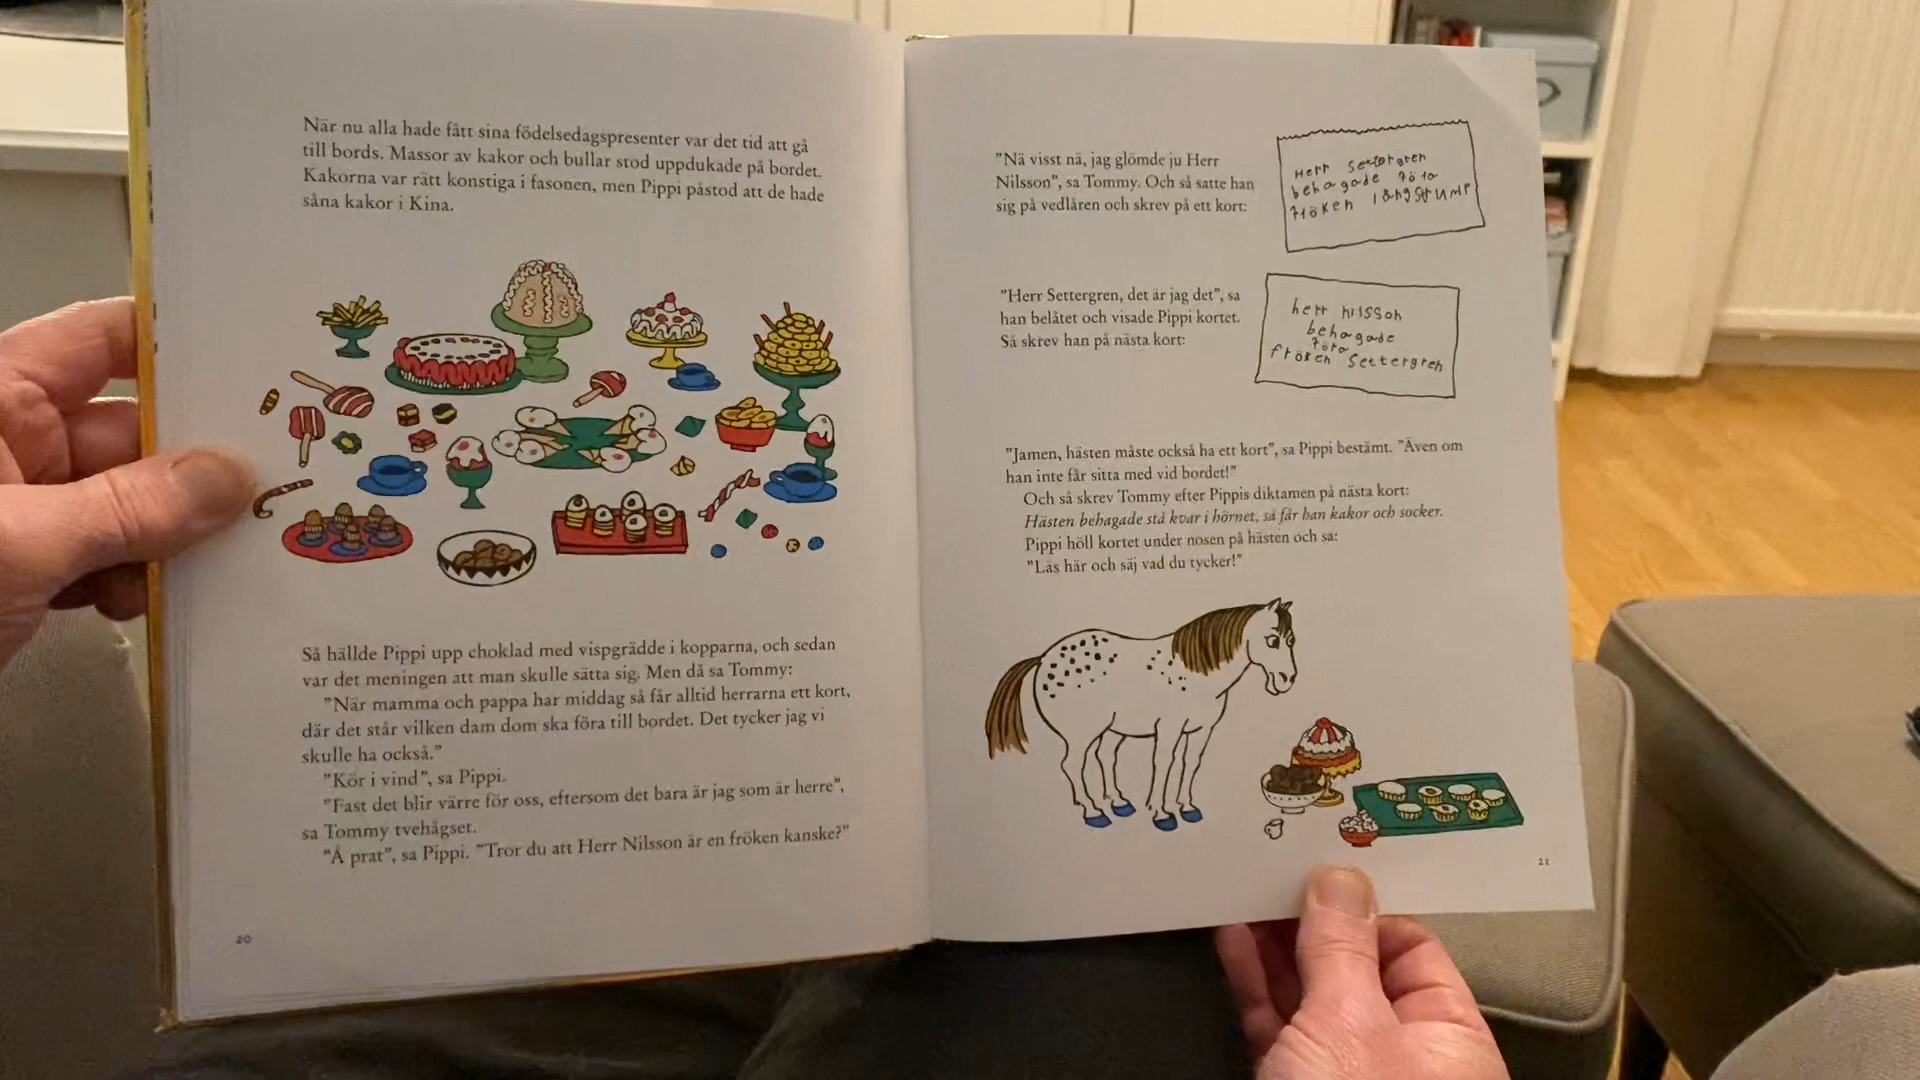 När nu alla hade fått sina födelsedagspresenter var det tid att gå
till bords. Massor av kakor och bullar stod uppdukade på bordet.
Kakorna var rätt konstiga i fasonen, men Pippi påstod att de hade
såna kakor i Kina.
Så hällde Pippi upp choklad med vispgrädde i kopparna, och sedan
var det meningen att man skulle sätta sig. Men då sa Tommy:
"När mamma och pappa har middag så får alltid herrarna ett kort,
där det står vilken dam dom ska föra till bordet. Det tycker jag vi
skulle ha också."
"Kör i vind", sa Pippi.
"Fast det blir värre för oss, eftersom det bara är jag som är herre",
sa Tommy tvehågset.
"Å prat", sa Pippi. "Tror du att Herr Nilsson är en fröken kanske?"
20
"Nä visst nä, jag glömde ju Herr
Nilsson", sa Tommy. Och så satte han
sig på vedlåren och skrev på ett kort:
Herr Settergren
behagade föra
fröken långstrump
"Herr Settergren, det är jag det", sa
han belåtet och visade Pippi kortet.
Så skrev han på nästa kort:
herr nilsson
behagade
föra
fröken settergren
"Jamen, hästen måste också ha ett kort", sa Pippi bestämt. "Även om
han inte får sitta med vid bordet!"
Och så skrev Tommy efter Pippis diktamen på nästa kort:
Hästen behagade stå kvar i hörnet, så får han kakor och socker.
Pippi höll kortet under nosen på hästen och sa:
"Läs här och säj vad du tycker!"
21